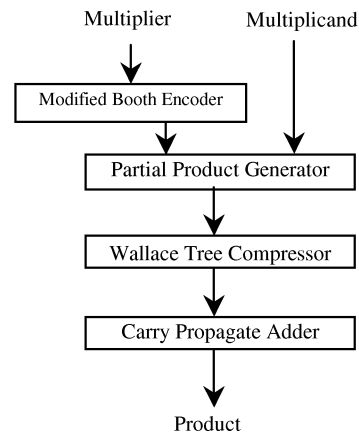 Multiplier
Multiplicand
Modified Booth Encoder
Partial Product Generator
Wallace Tree Compressor
Carry Propagate Adder
Product